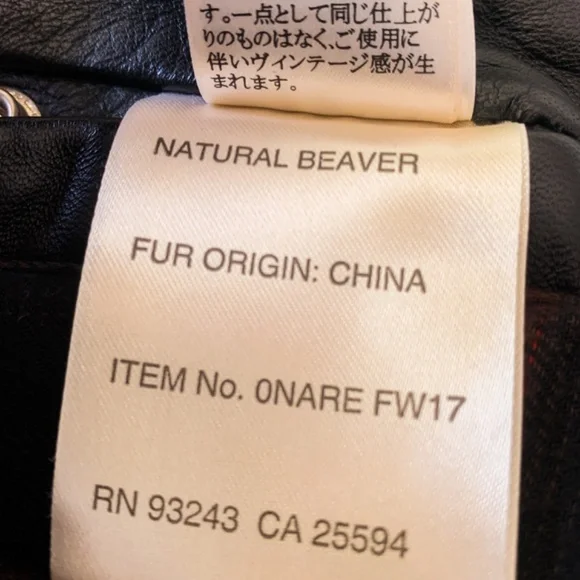 す。一点として同じ仕上が
りのものはなく、ご使用に
伴いヴィンテージ感が生
まれます。
NATURAL BEAVER
FUR ORIGIN: CHINA
ITEM No. 0NARE FW17
RN 93243 CA 25594